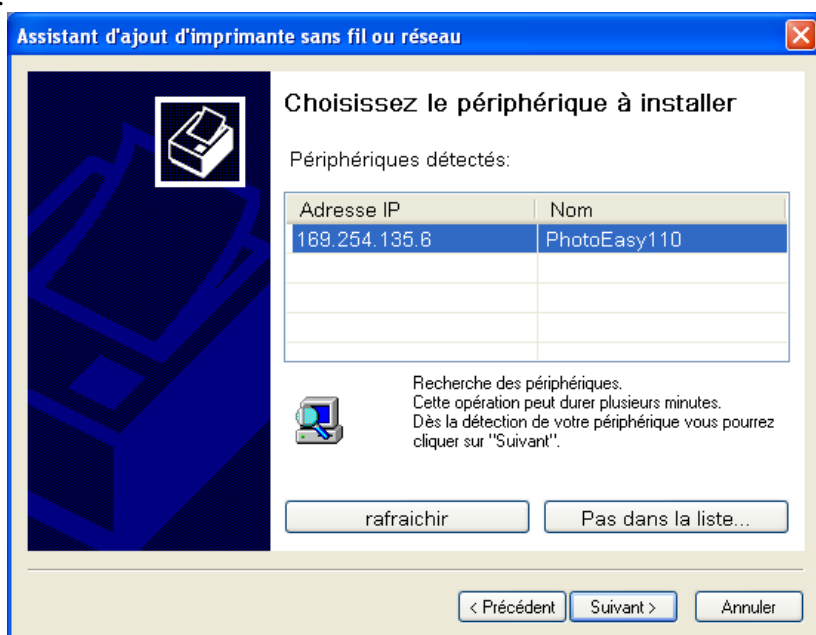 Assistant d'ajout d'imprimante sans fil ou réseau
Choisissez le périphérique à installer
Périphériques détectés:
Adresse IP Nom
169.254.135.6 PhotoEasy110
Recherche des périphériques.
Cette opération peut durer plusieurs minutes.
Dès la détection de votre périphérique vous pourrez
cliquer sur "Suivant".
rafraichir Pas dans la liste...
< Précédent Suivant > Annuler